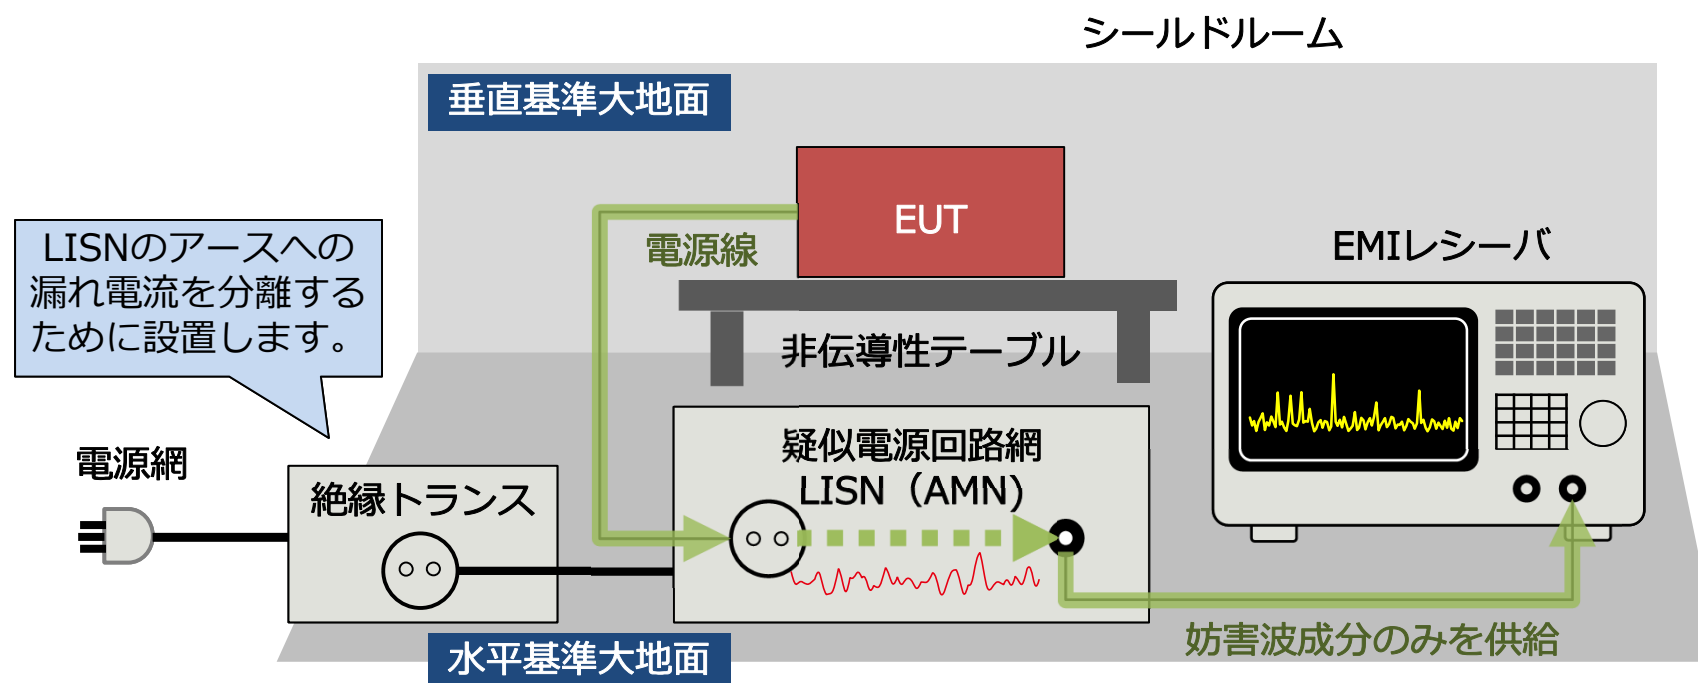 シールドルーム
垂直基準大地面
EUT
電源線
LISNのアースへの
漏れ電流を分離する
ために設置します。
EMIレシーバ
非伝導性テーブル
電源網
絶縁トランス
疑似電源回路網
LISN（AMN）
水平基準大地面
妨害波成分のみを供給